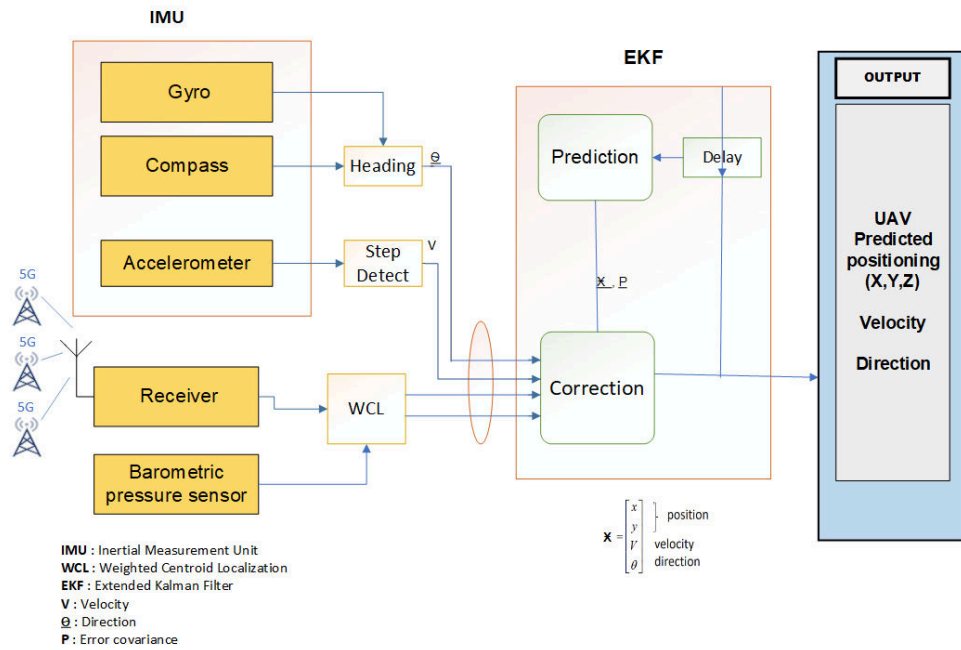 IMU
EKF
OUTPUT
Gyro
Compass
Heading
Ɵ
Accelerometer
Step
Detect
V
Prediction
Delay
X , P
Correction
UAV
Predicted
positioning
(X,Y,Z)
Velocity
Direction
5G
5G
5G
Receiver
WCL
Barometric
pressure sensor
X = [x y V θ]
position
velocity
direction
IMU : Inertial Measurement Unit
WCL : Weighted Centroid Localization
EKF : Extended Kalman Filter
V : Velocity
Ɵ : Direction
P : Error covariance